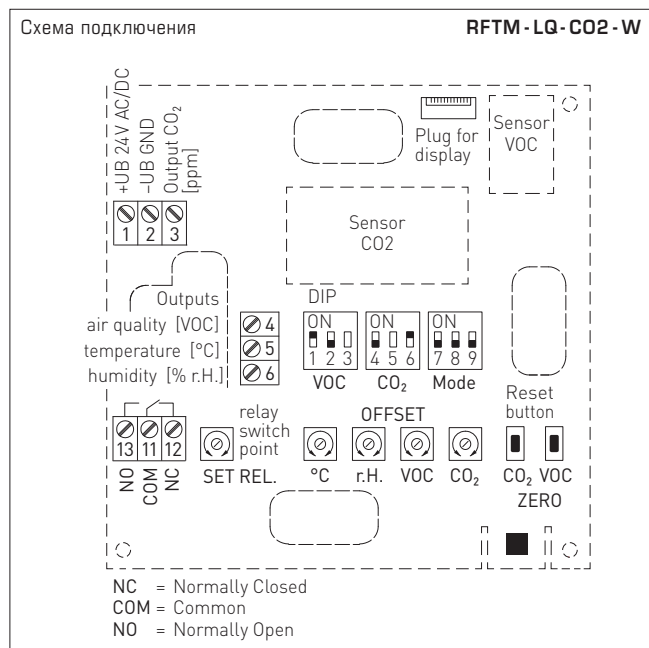 Схема подключения
RFTM-LQ-CO2-W
+UB 24V AC/DC
–UB GND
Output CO₂
[ppm]
1 2 3
Plug for
display
Sensor
VOC
Sensor
CO2
Outputs
air quality [VOC]
temperature [°C]
humidity [% r.H.]
4
5
6
DIP
ON ON ON
1 2 3 4 5 6 7 8 9
VOC CO₂ Mode
13 11 12
NO
COM
NC
relay
switch
point
SET REL.
OFFSET
°C r.H. VOC CO₂
Reset
button
CO₂ VOC
ZERO
NC = Normally Closed
COM = Common
NO = Normally Open